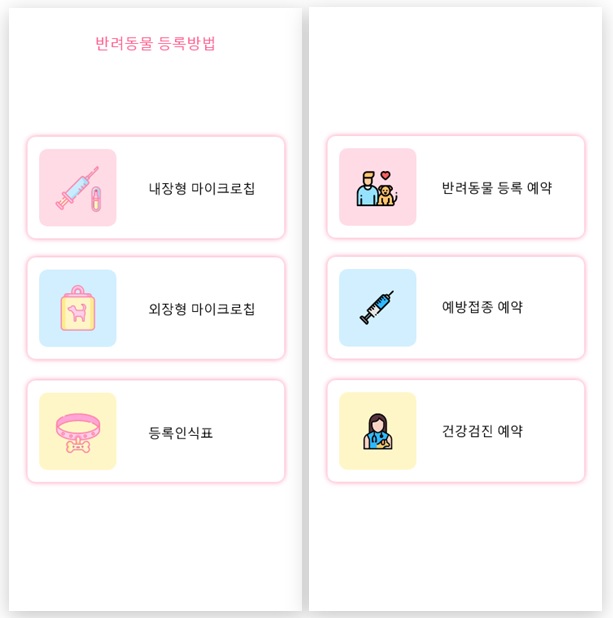 반려동물 등록방법
내장형 마이크로칩
외장형 마이크로칩
등록인식표
반려동물 등록 예약
예방접종 예약
건강검진 예약